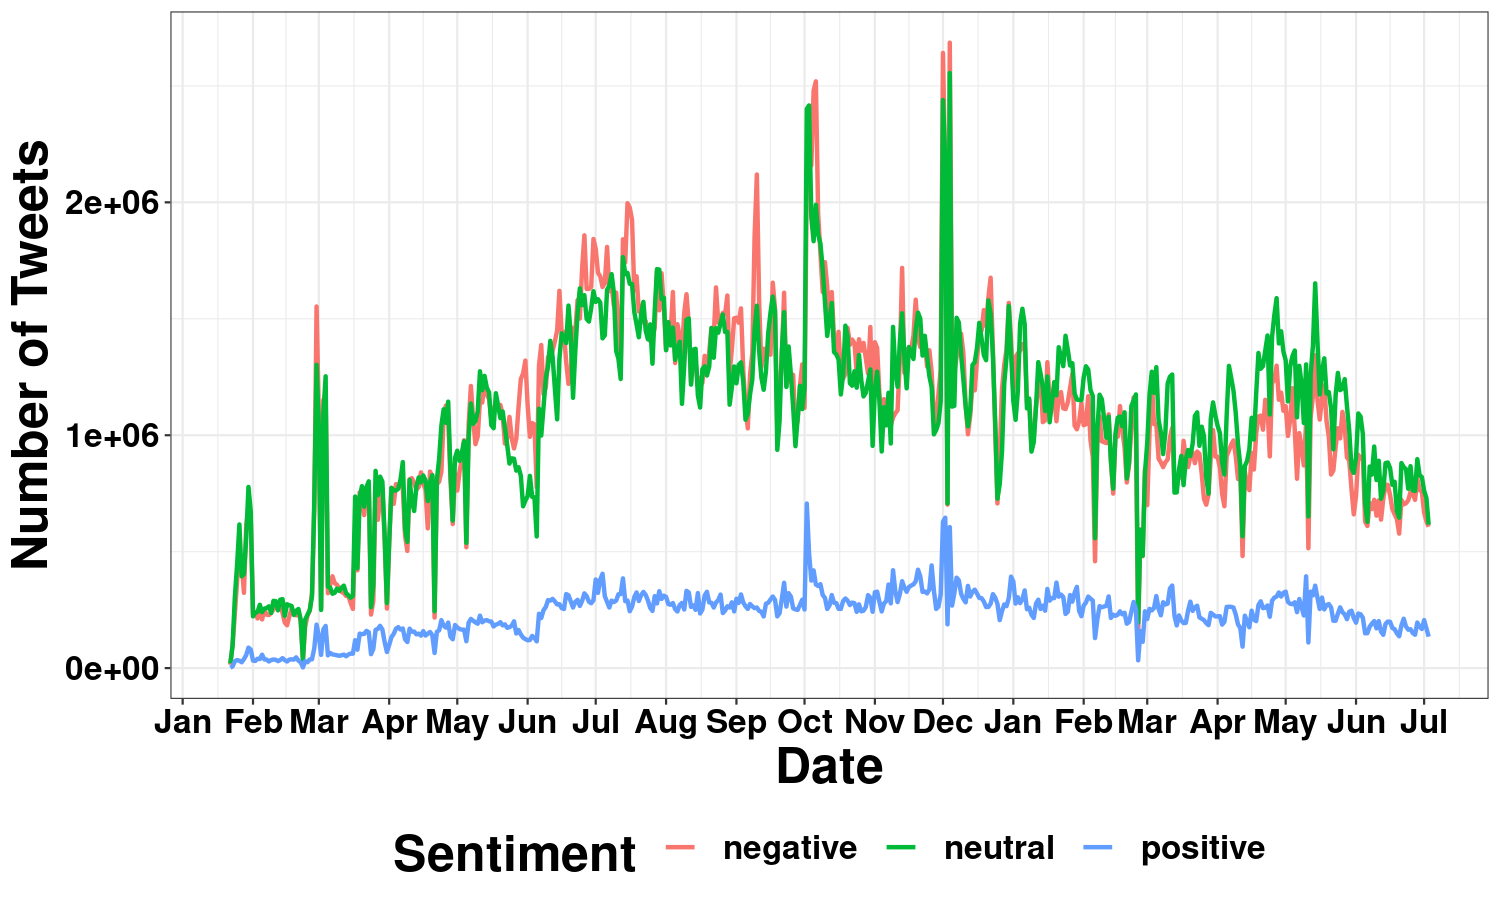 Number of Tweets
2e+06
1e+06
0e+00
Jan Feb Mar Apr May Jun Jul Aug Sep Oct Nov Dec Jan Feb Mar Apr May Jun Jul
Date
Sentiment negative neutral positive